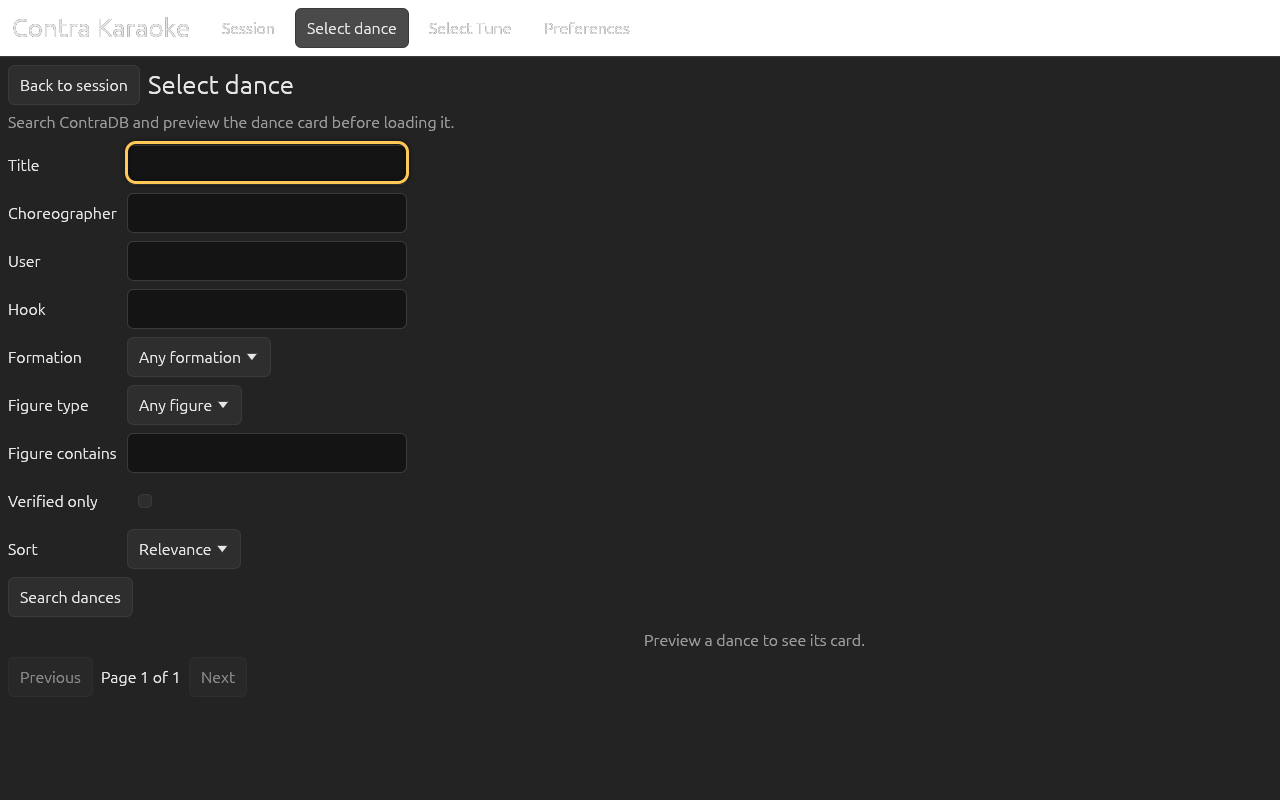 Contra Karaoke Session Select dance Select Tune Preferences
Back to session Select dance
Search ContraDB and preview the dance card before loading it.
Title
Choreographer
User
Hook
Formation Any formation
Figure type Any figure
Figure contains
Verified only
Sort Relevance
Search dances
Preview a dance to see its card.
Previous Page 1 of 1 Next